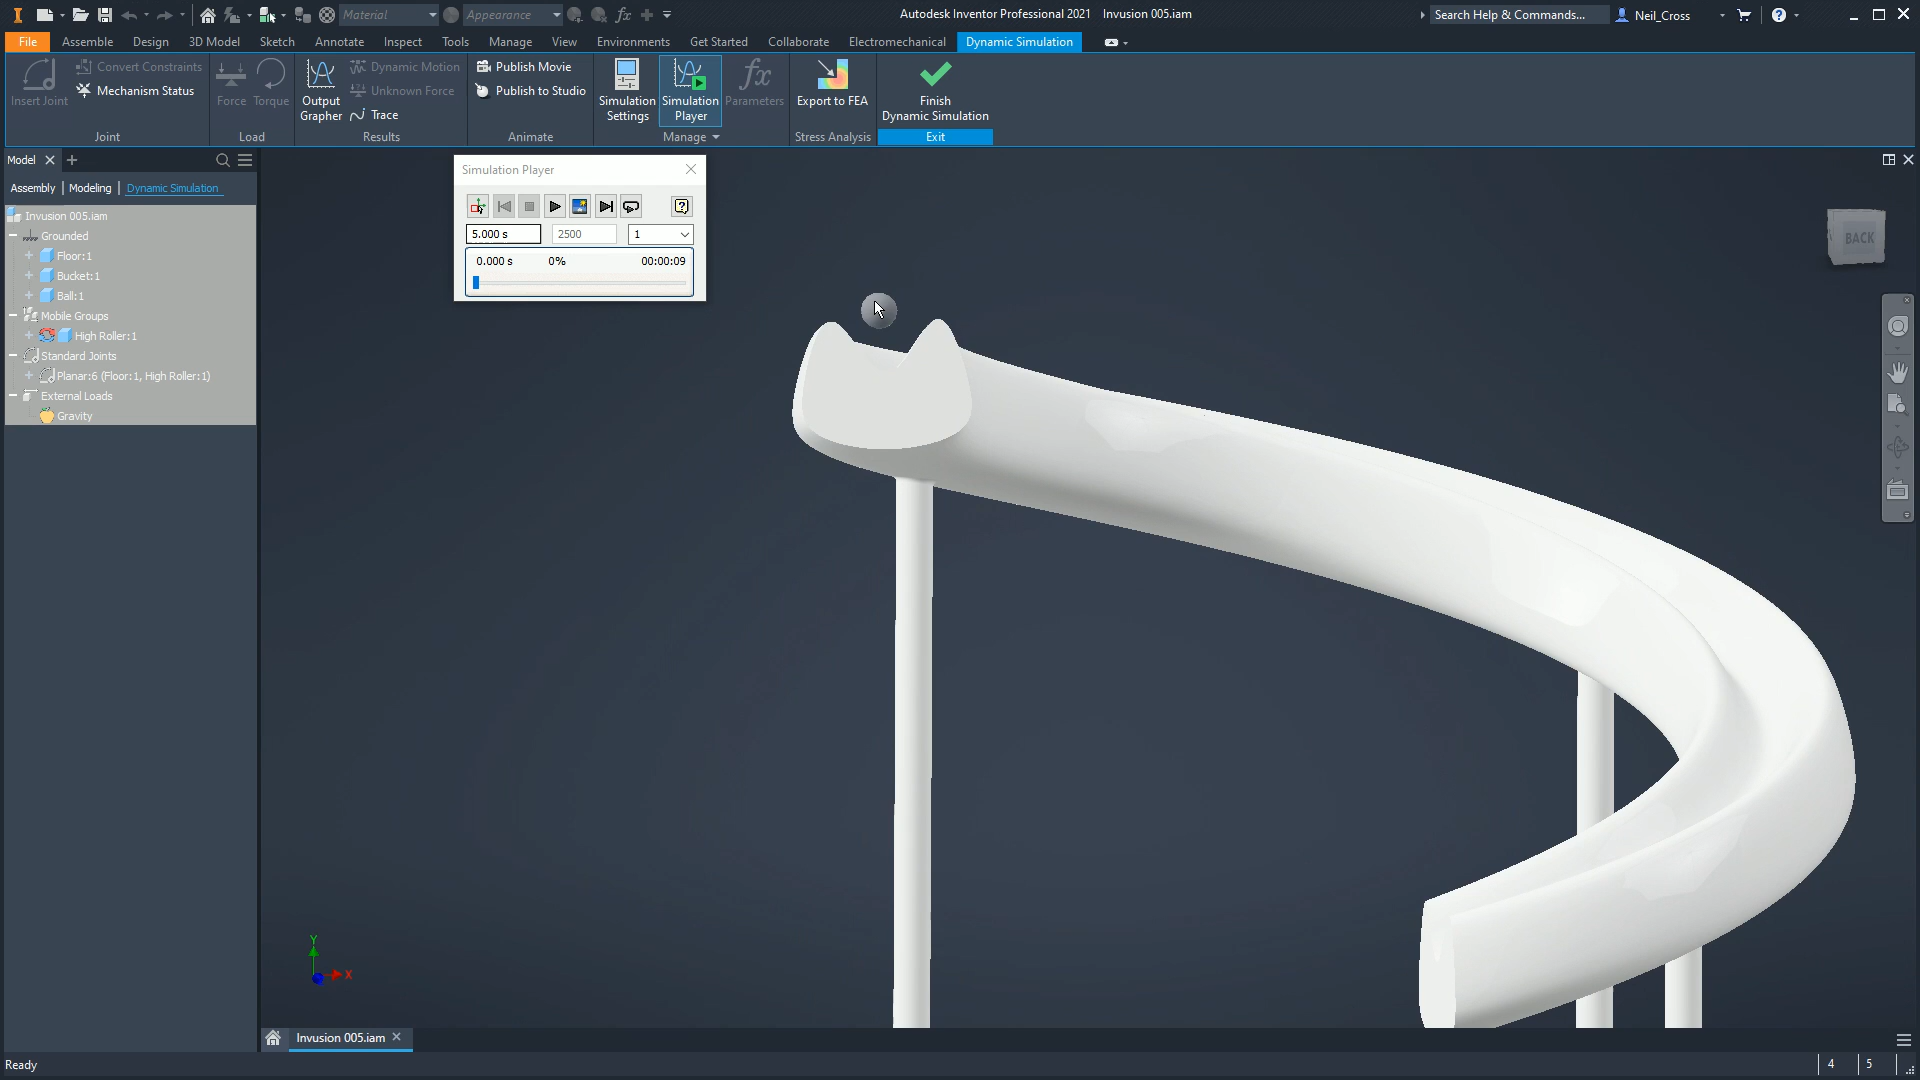 Material
Appearance
Autodesk Inventor Professional 2021 Invusion 005.iam
Search Help & Commands...
Neil_Cross
File Assemble Design 3D Model Sketch Annotate Inspect Tools Manage View Environments Get Started Collaborate Electromechanical Dynamic Simulation
Insert Joint
Convert Constraints
Mechanism Status
Joint
Force
Torque
Load
Output
Grapher
Dynamic Motion
Unknown Force
Trace
Results
Publish Movie
Publish to Studio
Animate
Simulation
Settings
Simulation
Player
fx
Parameters
Manage
Export to FEA
Stress Analysis
Finish
Dynamic Simulation
Exit
Model
Assembly | Modeling | Dynamic Simulation
Invusion 005.iam
Grounded
Floor:1
Bucket:1
Ball:1
Mobile Groups
High Roller:1
Standard Joints
Planar:6 (Floor:1, High Roller:1)
External Loads
Gravity
Simulation Player
5.000 s 2500 1
0.000 s 0% 00:00:09
BACK
Y
X
Invusion 005.iam
Ready
4 5